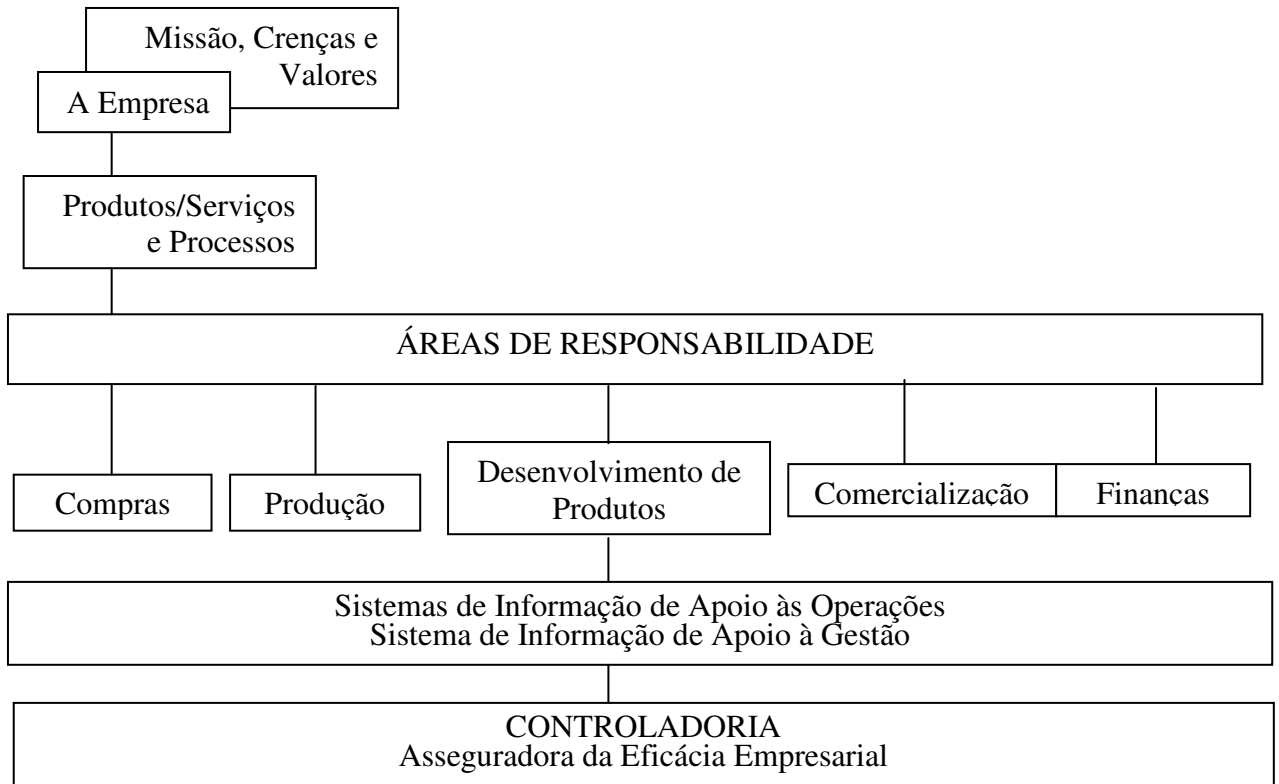 Missão, Crenças e
Valores
A Empresa
Produtos/Serviços
e Processos
ÁREAS DE RESPONSABILIDADE
Compras
Produção
Desenvolvimento de
Produtos
Comercialização
Finanças
Sistemas de Informação de Apoio às Operações
Sistema de Informação de Apoio à Gestão
CONTROLADORIA
Asseguradora da Eficácia Empresarial